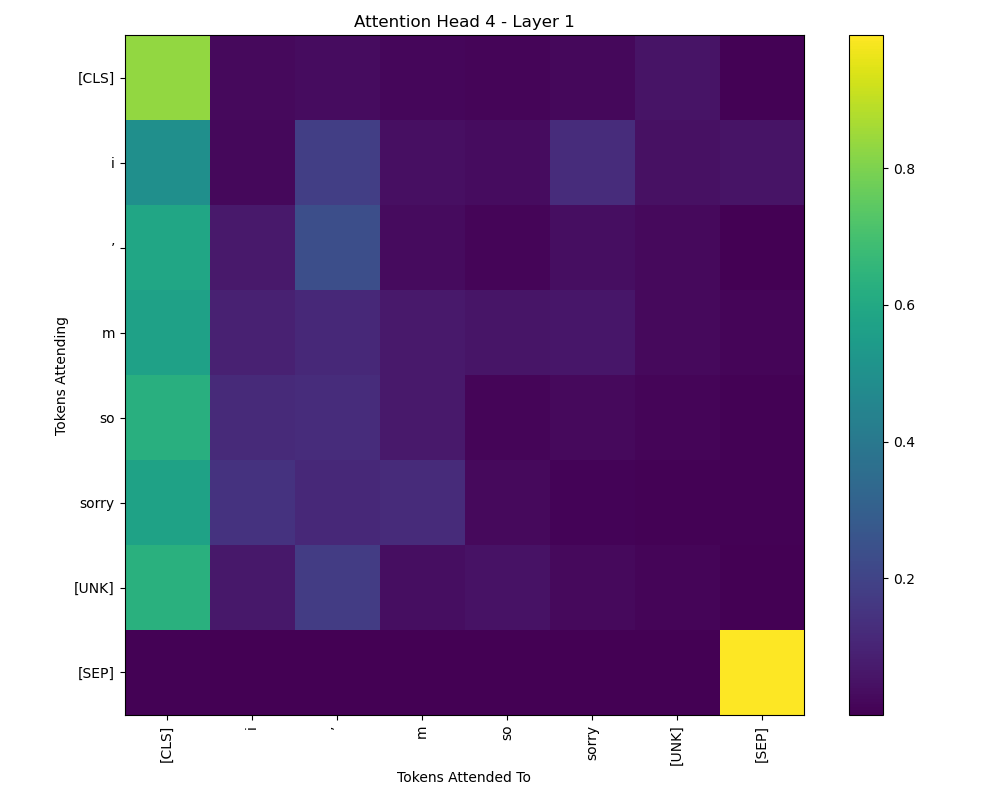 Attention Head 4 - Layer 1
Tokens Attending
[CLS]
i
’
m
so
sorry
[UNK]
[SEP]
[CLS]
i
’
m
so
sorry
[UNK]
[SEP]
Tokens Attended To
0.8
0.6
0.4
0.2